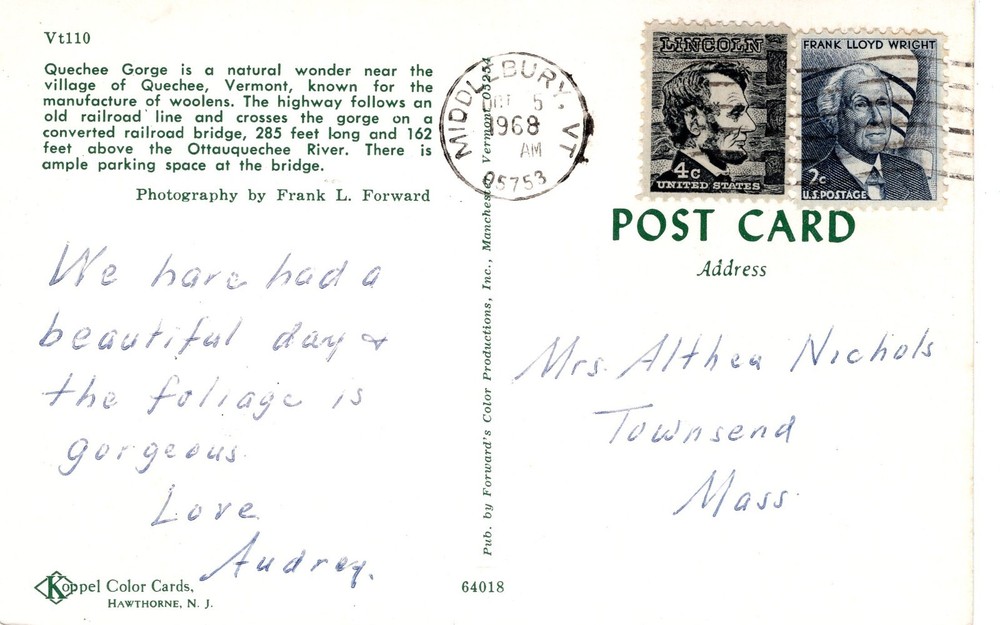 Vt110
Quechee Gorge is a natural wonder near the
village of Quechee, Vermont, known for the
manufacture of woolens. The highway follows an
old railroad line and crosses the gorge on a
converted railroad bridge, 285 feet long and 162
feet above the Ottauquechee River. There is
ample parking space at the bridge.
Photography by Frank L. Forward
We have had a
beautiful day &
the foliage is
gorgeous.
Love
Audrey.
Koppel Color Cards,
HAWTHORNE, N. J.
Pub. by Forward's Color Productions, Inc., Manchester, Vermont 05254
64018
MIDDLEBURY, VT
5
1968
AM
05753
LINCOLN
4c
UNITED STATES
FRANK LLOYD WRIGHT
2c
U.S. POSTAGE
POST CARD
Address
Mrs. Althea Nichols
Townsend
Mass.